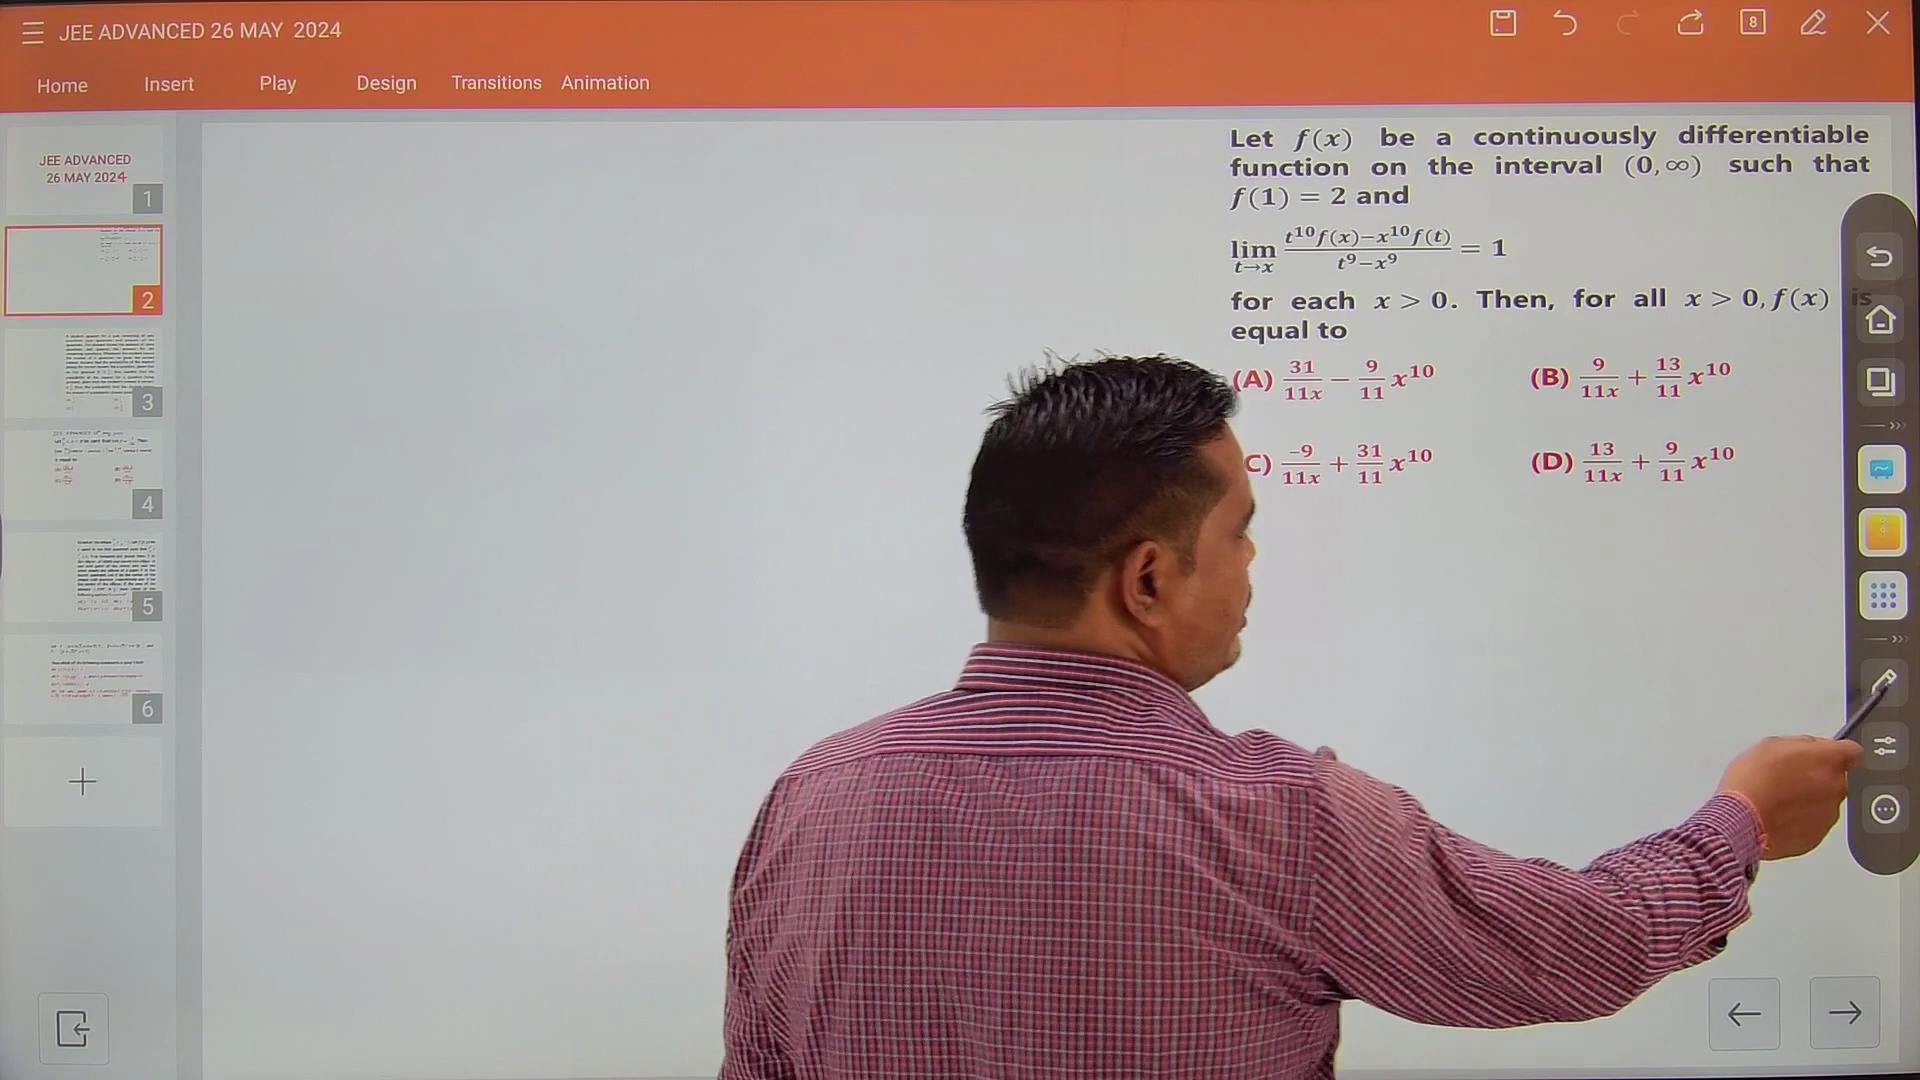 JEE ADVANCED 26 MAY 2024
8
Home Insert Play Design Transitions Animation
JEE ADVANCED
26 MAY 2024
1
2
3
4
5
6
Let f(x) be a continuously differentiable
function on the interval (0, ∞) such that
f(1) = 2 and
lim_{t→x} (t¹⁰f(x)−x¹⁰f(t))/(t⁹−x⁹) = 1
for each x > 0. Then, for all x > 0, f(x) is
equal to
(A) 31/(11x) − (9/11)x¹⁰ (B) 9/(11x) + (13/11)x¹⁰
C) −9/(11x) + (31/11)x¹⁰ (D) 13/(11x) + (9/11)x¹⁰